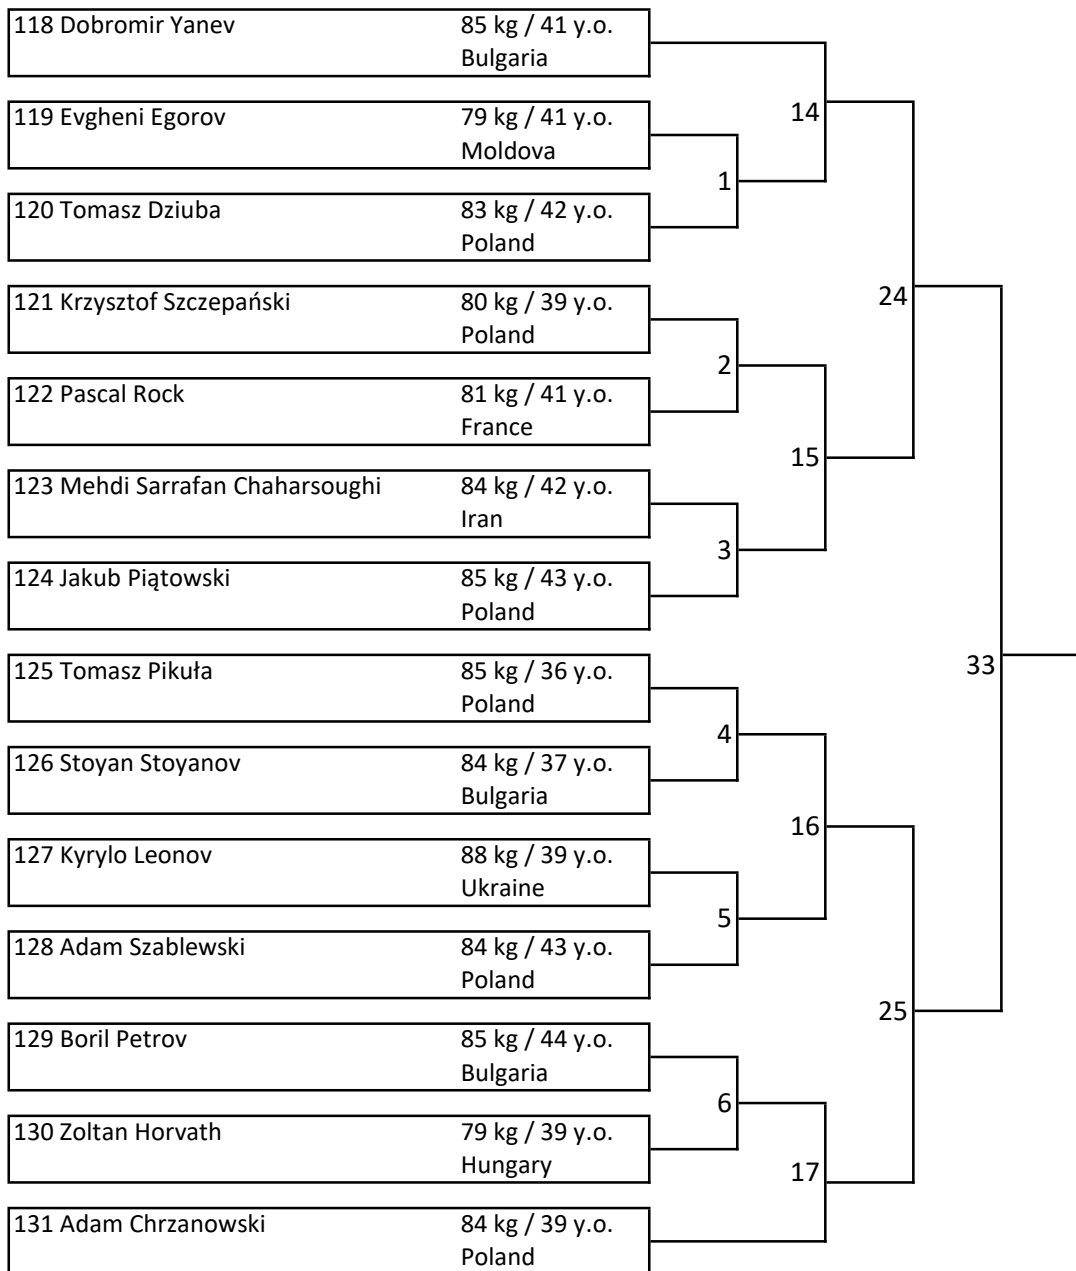 118 Dobromir Yanev 85 kg / 41 y.o.
Bulgaria
14
119 Evgheni Egorov 79 kg / 41 y.o.
Moldova
1
120 Tomasz Dziuba 83 kg / 42 y.o.
Poland
24
121 Krzysztof Szczepański 80 kg / 39 y.o.
Poland
2
122 Pascal Rock 81 kg / 41 y.o.
France
15
123 Mehdi Sarrafan Chaharsoughi 84 kg / 42 y.o.
Iran
3
124 Jakub Piątowski 85 kg / 43 y.o.
Poland
33
125 Tomasz Pikuła 85 kg / 36 y.o.
Poland
4
126 Stoyan Stoyanov 84 kg / 37 y.o.
Bulgaria
16
127 Kyrylo Leonov 88 kg / 39 y.o.
Ukraine
5
128 Adam Szablewski 84 kg / 43 y.o.
Poland
25
129 Boril Petrov 85 kg / 44 y.o.
Bulgaria
6
130 Zoltan Horvath 79 kg / 39 y.o.
Hungary
17
131 Adam Chrzanowski 84 kg / 39 y.o.
Poland